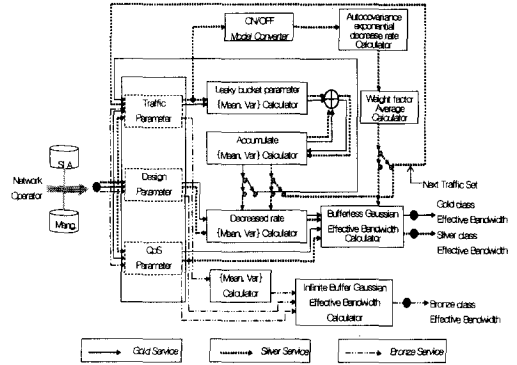 ON/OFF
Model Converter
Autocovariance
exponential
decrease rate
Calculator
Traffic
Parameter
Leaky bucket parameter
{Mean, Var} Calculator
Weight factor
Average
Calculator
Accumulate
{Mean, Var} Calculator
SLA
Network
Operator
Mang
Design
Parameter
Next Traffic Set
Decreased rate
{Mean, Var} Calculator
Bufferless Gaussian
Effective Bandwidth
Calculator
Gold class
Effective Bandwidth
Silver class
Effective Bandwidth
QoS
Parameter
{Mean, Var}
Calculator
Infinite Buffer Gaussian
Effective Bandwidth
Calculator
Bronze class
Effective Bandwidth
Gold Service
Silver Service
Bronze Service